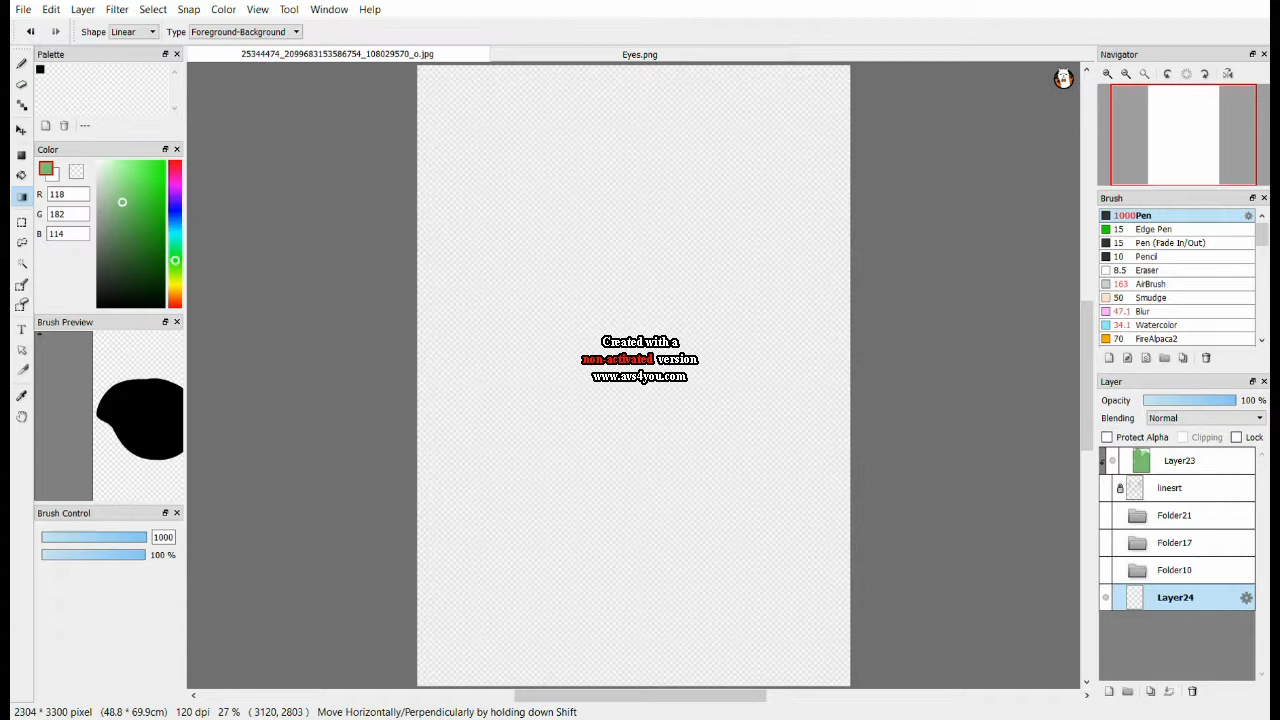 File Edit Layer Filter Select Snap Color View Tool Window Help
Shape Linear Type Foreground-Background
Palette
25344474_2099683153586754_108029570_o.jpg
Eyes.png
Navigator
---
Color
R 118
G 182
B 114
Brush
1000 Pen
15 Edge Pen
15 Pen (Fade In/Out)
10 Pencil
8.5 Eraser
163 AirBrush
50 Smudge
47.1 Blur
34.1 Watercolor
70 FireAlpaca2
Brush Preview
Created with a
non-activated version
www.avs4you.com
Layer
Opacity 100 %
Blending Normal
Protect Alpha Clipping Lock
Layer23
linesrt
Folder21
Folder17
Folder10
Layer24
Brush Control
1000
100 %
2304 * 3300 pixel (48.8 * 69.9cm) 120 dpi 27 % ( 3120, 2803 ) Move Horizontally/Perpendicularly by holding down Shift